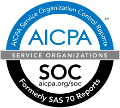 AICPA Service Organization Control Reports
AICPA
SERVICE ORGANIZATIONS
SOC
aicpa.org/soc
Formerly SAS 70 Reports